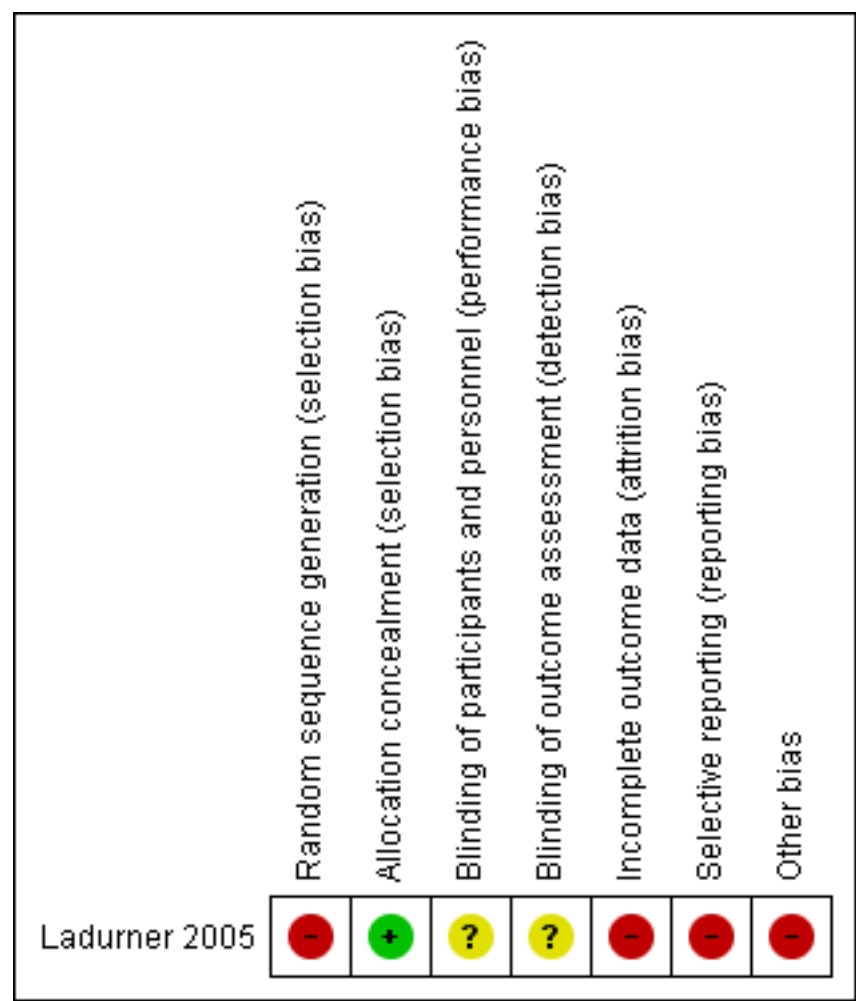 Random sequence generation (selection bias)
Allocation concealment (selection bias)
Blinding of participants and personnel (performance bias)
Blinding of outcome assessment (detection bias)
Incomplete outcome data (attrition bias)
Selective reporting (reporting bias)
Other bias
Ladurner 2005 - + ? ? - - -